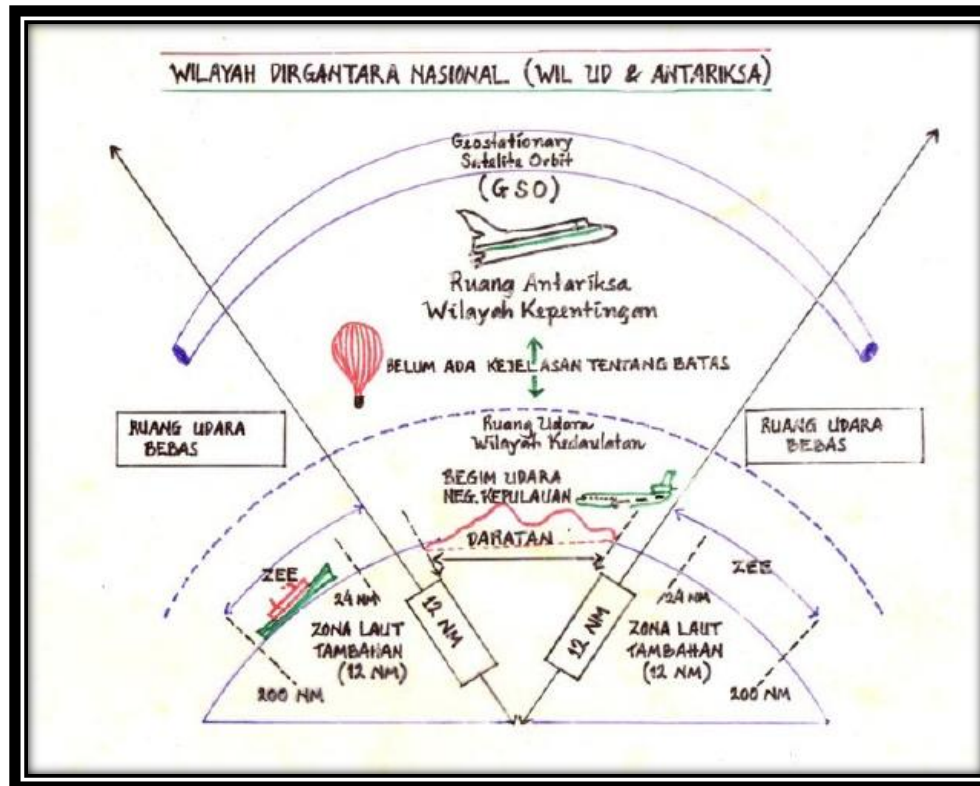 WILAYAH DIRGANTARA NASIONAL (WIL UD & ANTARIKSA)
Geostationary
Satelite Orbit
(GSO)
Ruang Antariksa
Wilayah Kepentingan
BELUM ADA KEJELASAN TENTANG BATAS
RUANG UDARA
BEBAS
Ruang Udara
Wilayah Kedaulatan
RUANG UDARA
BEBAS
BEGIM UDARA
NEG. KEPULAUAN
DARATAN
ZEE
ZEE
24 NM
12 NM
12 NM
24 NM
ZONA LAUT
TAMBAHAN
(12 NM)
ZONA LAUT
TAMBAHAN
(12 NM)
200 NM
200 NM